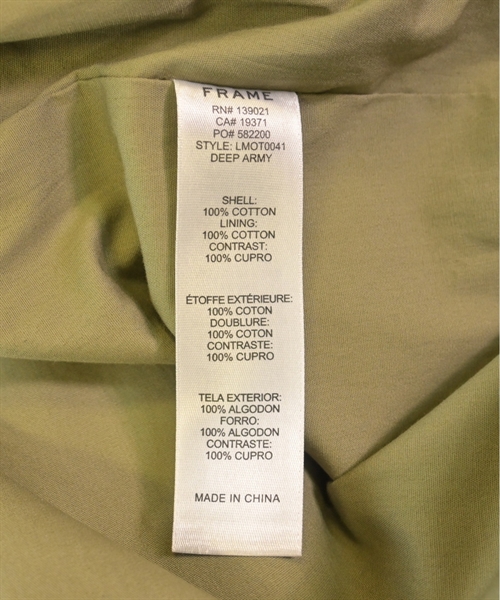 FRAME
RN# 139021
CA# 19371
PO# 582200
STYLE: LMOT0041
DEEP ARMY
SHELL:
100% COTTON
LINING:
100% COTTON
CONTRAST:
100% CUPRO
ÉTOFFE EXTÉRIEURE:
100% COTON
DOUBLURE:
100% COTON
CONTRASTE:
100% CUPRO
TELA EXTERIOR:
100% ALGODON
FORRO:
100% ALGODON
CONTRASTE:
100% CUPRO
MADE IN CHINA